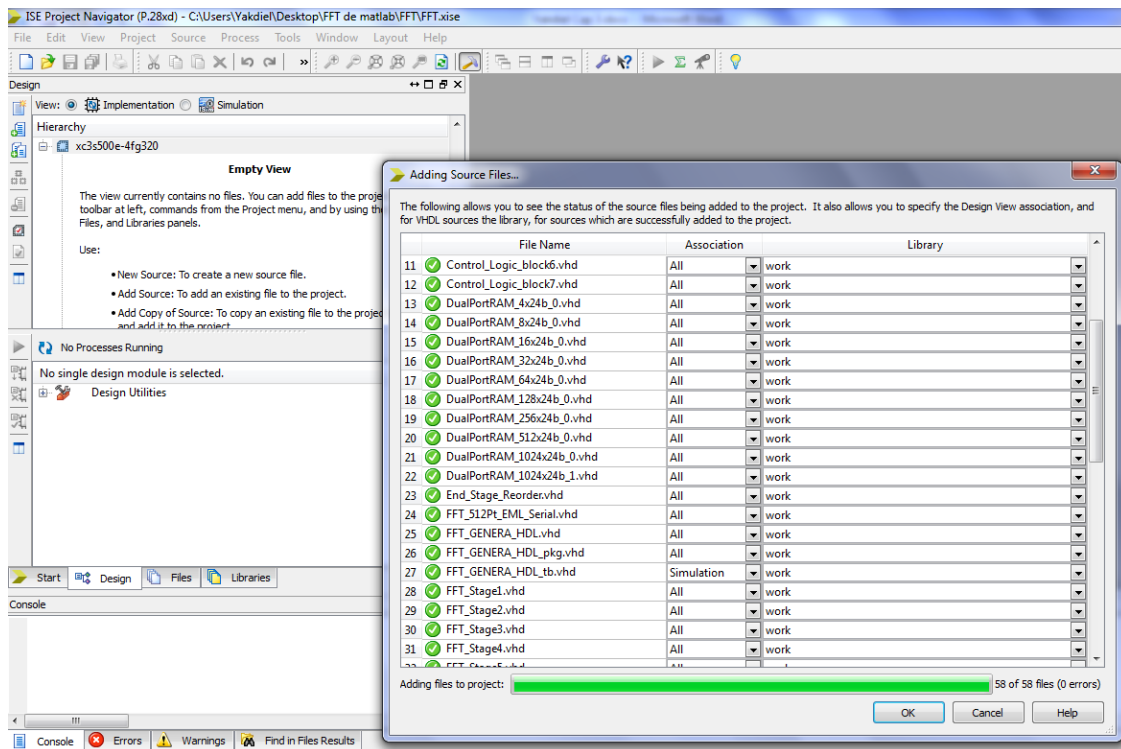 ISE Project Navigator (P.28xd) - C:\Users\Yakdiel\Desktop\FFT de matlab\FFT\FFT.xise
File Edit View Project Source Process Tools Window Layout Help
Design
View: Implementation Simulation
Hierarchy
xc3s500e-4fg320
Empty View
The view currently contains no files. You can add files to the proje
toolbar at left, commands from the Project menu, and by using th
Files, and Libraries panels.
Use:
•New Source: To create a new source file.
•Add Source: To add an existing file to the project.
•Add Copy of Source: To copy an existing file to the projec
and add it to the project
No Processes Running
No single design module is selected.
Design Utilities
Start Design Files Libraries
Console
Console Errors Warnings Find in Files Results
Adding Source Files...
The following allows you to see the status of the source files being added to the project. It also allows you to specify the Design View association, and
for VHDL sources the library, for sources which are successfully added to the project.
File Name Association Library
11 Control_Logic_block6.vhd All work
12 Control_Logic_block7.vhd All work
13 DualPortRAM_4x24b_0.vhd All work
14 DualPortRAM_8x24b_0.vhd All work
15 DualPortRAM_16x24b_0.vhd All work
16 DualPortRAM_32x24b_0.vhd All work
17 DualPortRAM_64x24b_0.vhd All work
18 DualPortRAM_128x24b_0.vhd All work
19 DualPortRAM_256x24b_0.vhd All work
20 DualPortRAM_512x24b_0.vhd All work
21 DualPortRAM_1024x24b_0.vhd All work
22 DualPortRAM_1024x24b_1.vhd All work
23 End_Stage_Reorder.vhd All work
24 FFT_512Pt_EML_Serial.vhd All work
25 FFT_GENERA_HDL.vhd All work
26 FFT_GENERA_HDL_pkg.vhd All work
27 FFT_GENERA_HDL_tb.vhd Simulation work
28 FFT_Stage1.vhd All work
29 FFT_Stage2.vhd All work
30 FFT_Stage3.vhd All work
31 FFT_Stage4.vhd All work
Adding files to project: 58 of 58 files (0 errors)
OK Cancel Help